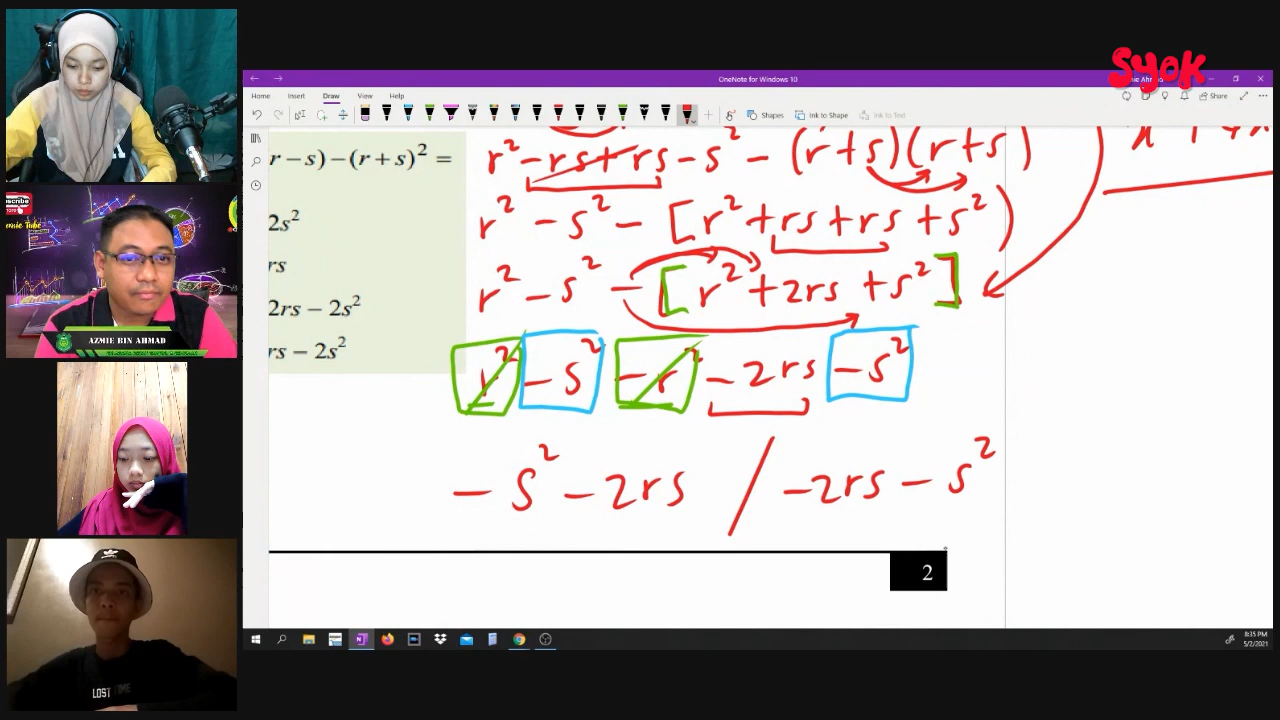 SYOK
OneNote for Windows 10
Home Insert Draw View Help
Share
Shapes Ink to Shape Ink to Text
r − s) − (r + s)² =
2s²
rs
2rs − 2s²
rs − 2s²
r² − rs + rs − s² − (r + s)(r + s)
r² − s² − [r² + rs + rs + s²)
r² − s² − [r² + 2rs + s²]
r² − s² − r² − 2rs − s²
− s² − 2rs / − 2rs − s²
2
Subscribe
AZMIE BIN AHMAD
LOST TIME
8:35 PM
5/2/2021